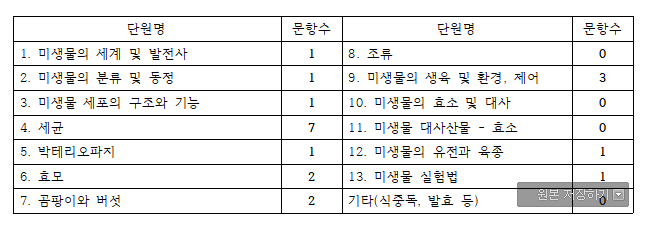 단원명 문항수 단원명 문항수
1. 미생물의 세계 및 발전사 1 8. 조류 0
2. 미생물의 분류 및 동정 1 9. 미생물의 생육 및 환경, 제어 3
3. 미생물 세포의 구조와 기능 1 10. 미생물의 효소 및 대사 0
4. 세균 7 11. 미생물 대사산물 - 효소 0
5. 박테리오파지 1 12. 미생물의 유전과 육종 1
6. 효모 2 13. 미생물 실험법 1
원본 저장하기
7. 곰팡이와 버섯 2 기타(식중독, 발효 등) 0